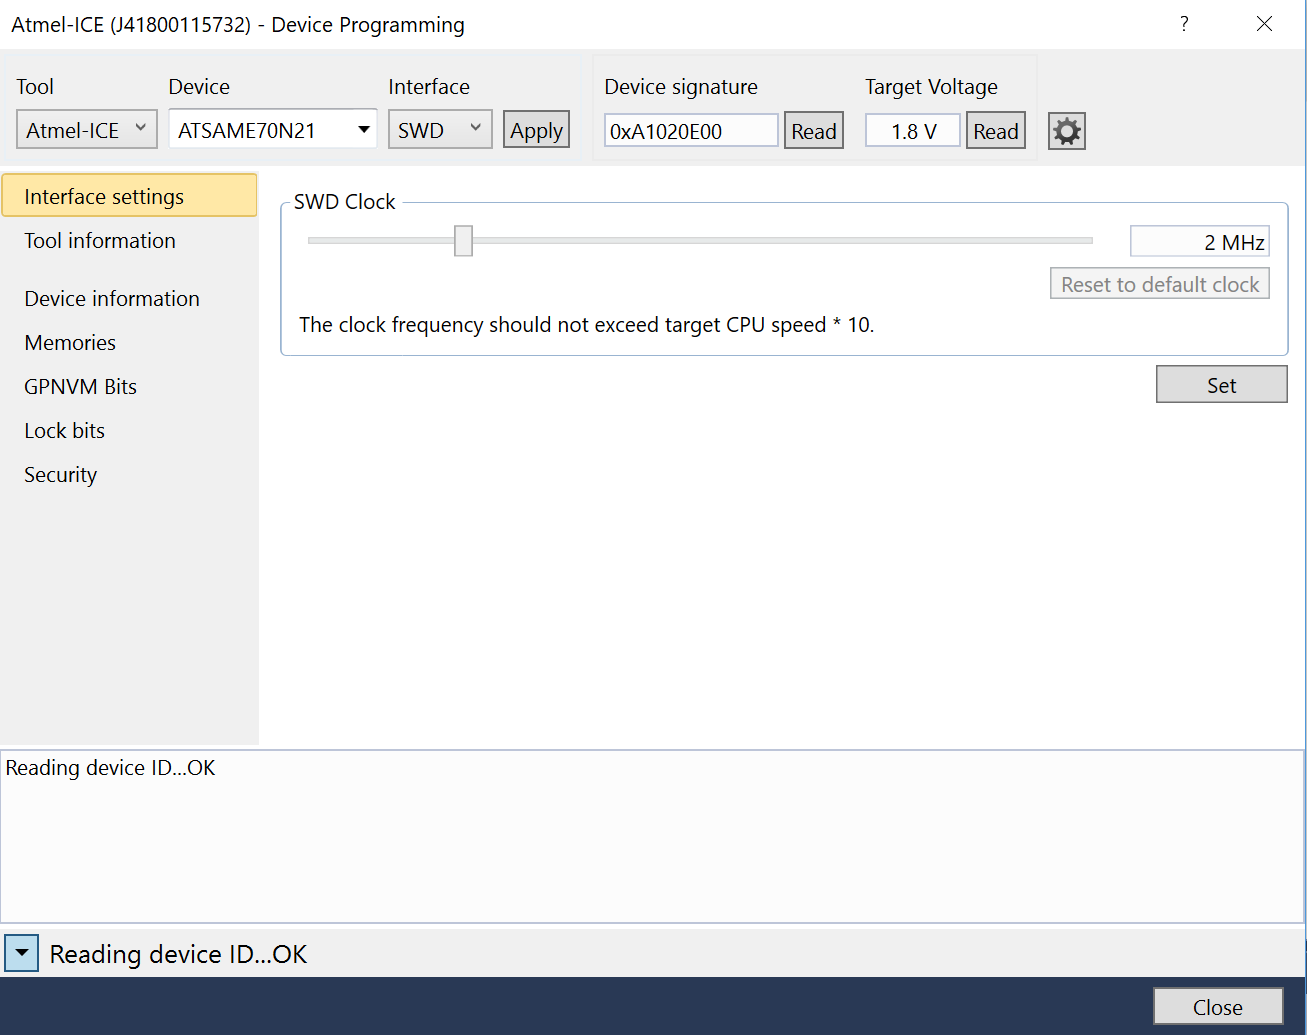 Atmel-ICE (J41800115732) - Device Programming
?
Tool Device Interface Device signature Target Voltage
Atmel-ICE ATSAME70N21 SWD Apply 0xA1020E00 Read 1.8 V Read
Interface settings
Tool information
Device information
Memories
GPNVM Bits
Lock bits
Security
SWD Clock
2 MHz
Reset to default clock
The clock frequency should not exceed target CPU speed * 10.
Set
Reading device ID...OK
Reading device ID...OK
Close